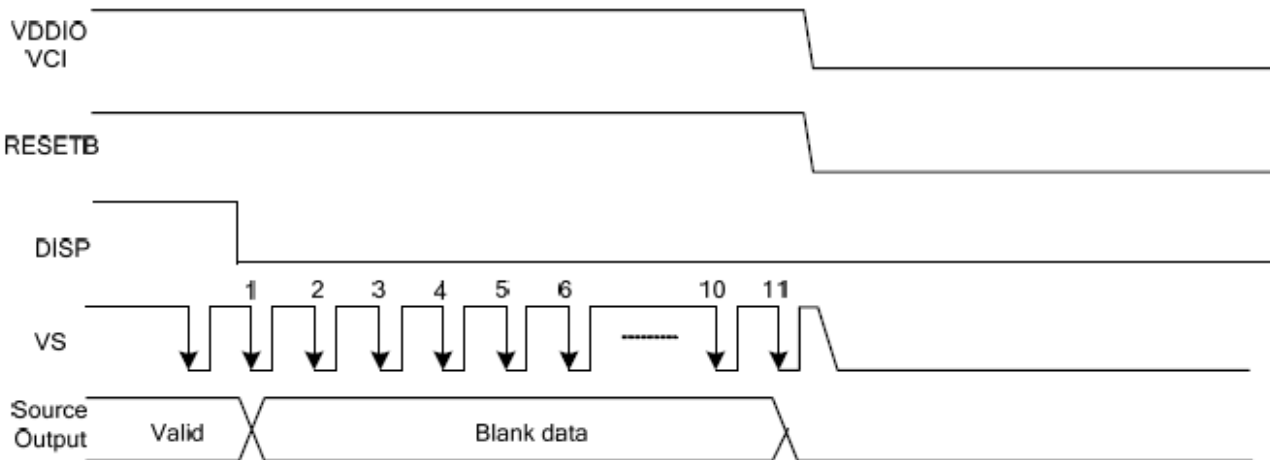 VDDIO
VCI
RESETB
DISP
1 2 3 4 5 6 10 11
VS
Source
Output
Valid
Blank data